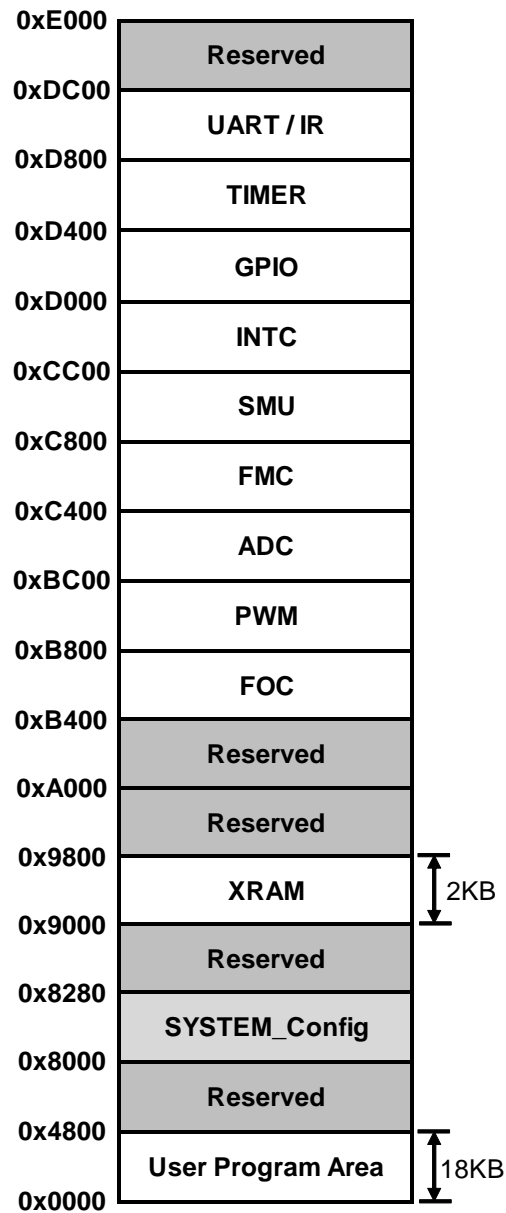 0xE000
Reserved
0xDC00
UART / IR
0xD800
TIMER
0xD400
GPIO
0xD000
INTC
0xCC00
SMU
0xC800
FMC
0xC400
ADC
0xBC00
PWM
0xB800
FOC
0xB400
Reserved
0xA000
Reserved
0x9800
XRAM 2KB
0x9000
Reserved
0x8280
SYSTEM_Config
0x8000
Reserved
0x4800
User Program Area 18KB
0x0000